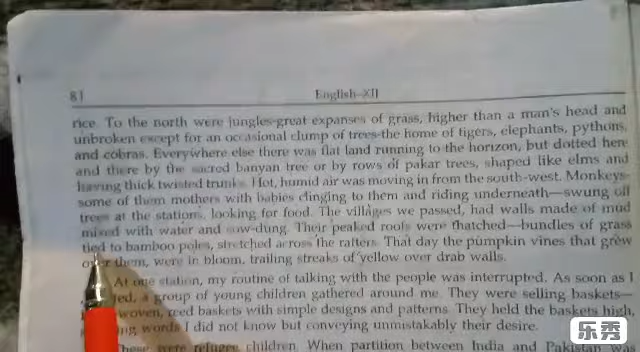 81
English–XII
rice. To the north were jungles-great expanses of grass, higher than a man's head and
unbroken except for an occasional clump of trees-the home of tigers, elephants, pythons,
and cobras. Everywhere else there was flat land running to the horizon, but dotted here
and there by the sacred banyan tree or by rows of pakar trees, shaped like elms and
having thick twisted trunks. Hot, humid air was moving in from the south-west. Monkeys–
some of them mothers with babies clinging to them and riding underneath—swung off
trees at the stations, looking for food. The villages we passed, had walls made of mud
mixed with water and cow-dung. Their peaked roofs were thatched—bundles of grass
tied to bamboo poles, stretched across the rafters. That day the pumpkin vines that grew
over them, were in bloom, trailing streaks of yellow over drab walls.
At one station, my routine of talking with the people was interrupted. As soon as I
a group of young children gathered around me. They were selling baskets—
woven, reed baskets with simple designs and patterns. They held the baskets high,
words I did not know but conveying unmistakably their desire.
These were refugee children. When partition between India and Pakistan was
乐秀